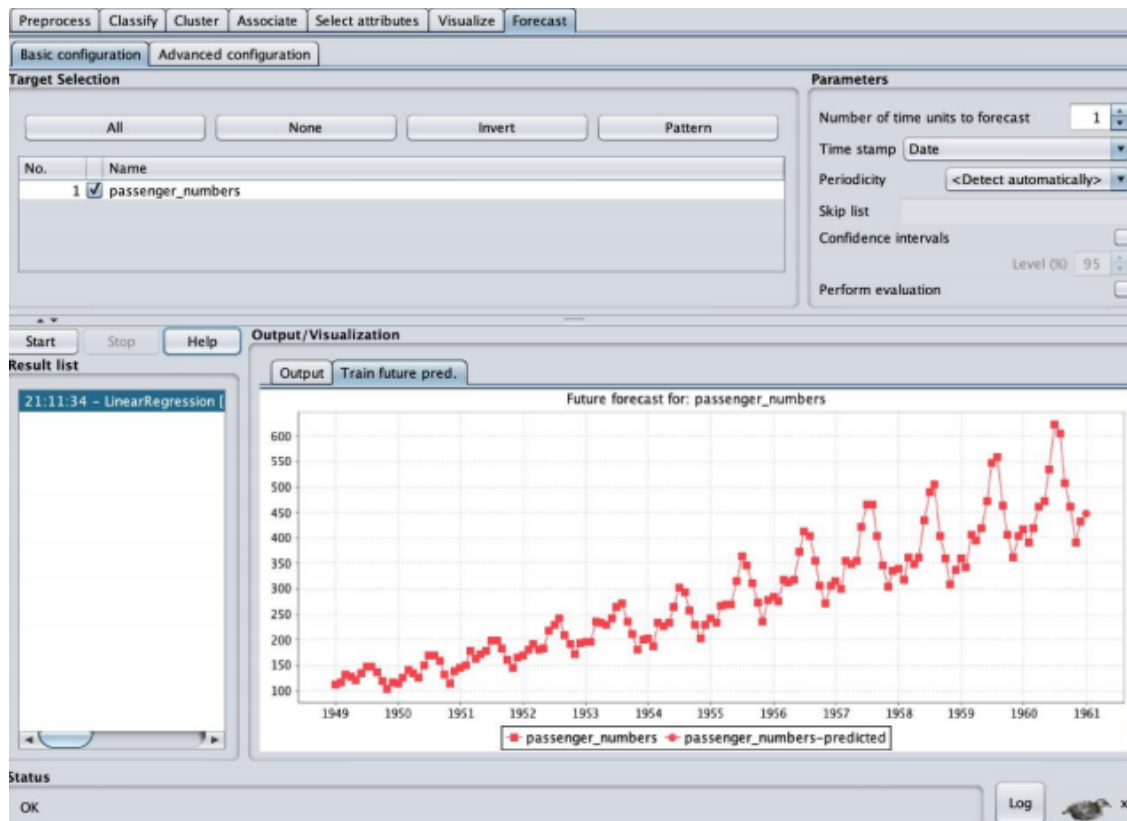 Preprocess Classify Cluster Associate Select attributes Visualize Forecast
Basic configuration Advanced configuration
Target Selection
All None Invert Pattern
No. Name
1 passenger_numbers
Parameters
Number of time units to forecast 1
Time stamp Date
Periodicity <Detect automatically>
Skip list
Confidence intervals
Level (%) 95
Perform evaluation
Start Stop Help
Result list
21:11:34 - LinearRegression [
Output/Visualization
Output Train future pred.
Future forecast for: passenger_numbers
600
550
500
450
400
350
300
250
200
150
100
1949 1950 1951 1952 1953 1954 1955 1956 1957 1958 1959 1960 1961
passenger_numbers passenger_numbers-predicted
Status
OK
Log x